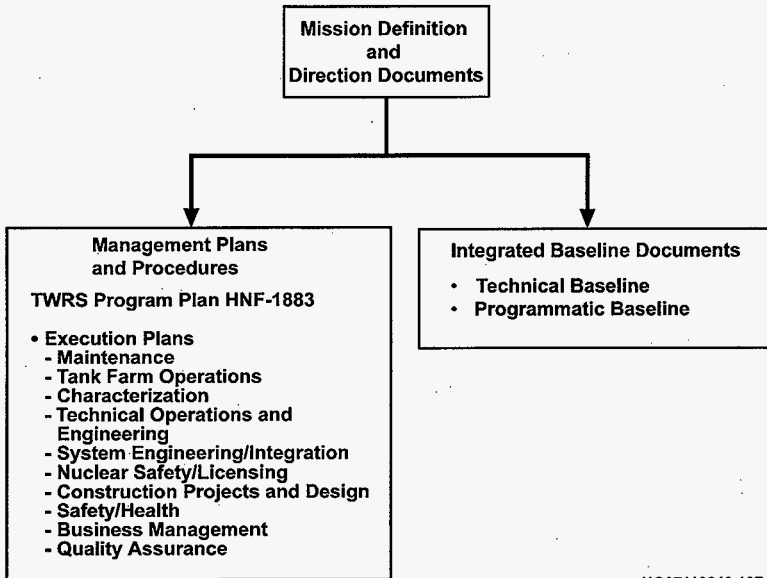 Mission Definition
and
Direction Documents
Management Plans
and Procedures
TWRS Program Plan HNF-1883
• Execution Plans
- Maintenance
- Tank Farm Operations
- Characterization
- Technical Operations and
Engineering
- System Engineering/Integration
- Nuclear Safety/Licensing
- Construction Projects and Design
- Safety/Health
- Business Management
- Quality Assurance
Integrated Baseline Documents
• Technical Baseline
• Programmatic Baseline